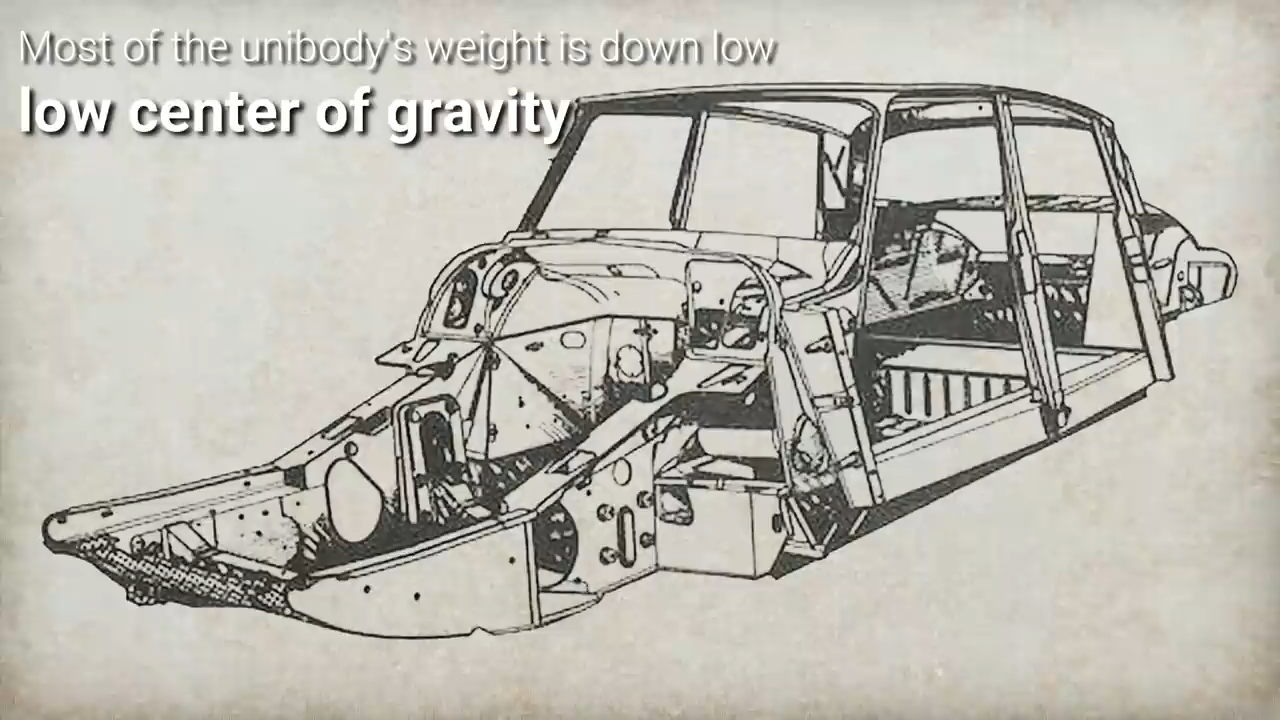 Most of the unibody's weight is down low
low center of gravity